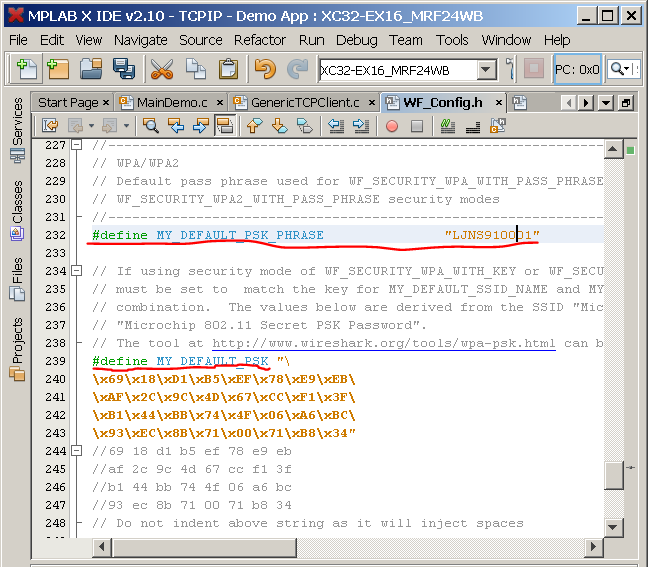 MPLAB X IDE v2.10 - TCPIP - Demo App : XC32-EX16_MRF24WB
File Edit View Navigate Source Refactor Run Debug Team Tools Window Help
XC32-EX16_MRF24WB PC: 0x0
Start Page MainDemo.c GenericTCPClient.c WF_Config.h
Services
Classes
Files
Projects
227 //----------------------------------------------------------------
228 // WPA/WPA2
229 // Default pass phrase used for WF_SECURITY_WPA_WITH_PASS_PHRASE
230 // WF_SECURITY_WPA2_WITH_PASS_PHRASE security modes
231 //----------------------------------------------------------------
232 #define MY_DEFAULT_PSK_PHRASE "LJNS910001"
233
234 // If using security mode of WF_SECURITY_WPA_WITH_KEY or WF_SEC
235 // must be set to  match the key for MY_DEFAULT_SSID_NAME and MY
236 // combination.  The values below are derived from the SSID "Mic
237 // "Microchip 802.11 Secret PSK Password".
238 // The tool at http://www.wireshark.org/tools/wpa-psk.html can b
239 #define MY_DEFAULT_PSK "\
240 \x69\x18\xD1\xB5\xEF\x78\xE9\xEB\
241 \xAF\x2C\x9C\x4D\x67\xCC\xF1\x3F\
242 \xB1\x44\xBB\x74\x4F\x06\xA6\xBC\
243 \x93\xEC\x8B\x71\x00\x71\xB8\x34"
244 //69 18 d1 b5 ef 78 e9 eb
245 //af 2c 9c 4d 67 cc f1 3f
246 //b1 44 bb 74 4f 06 a6 bc
247 //93 ec 8b 71 00 71 b8 34
248 // Do not indent above string as it will inject spaces